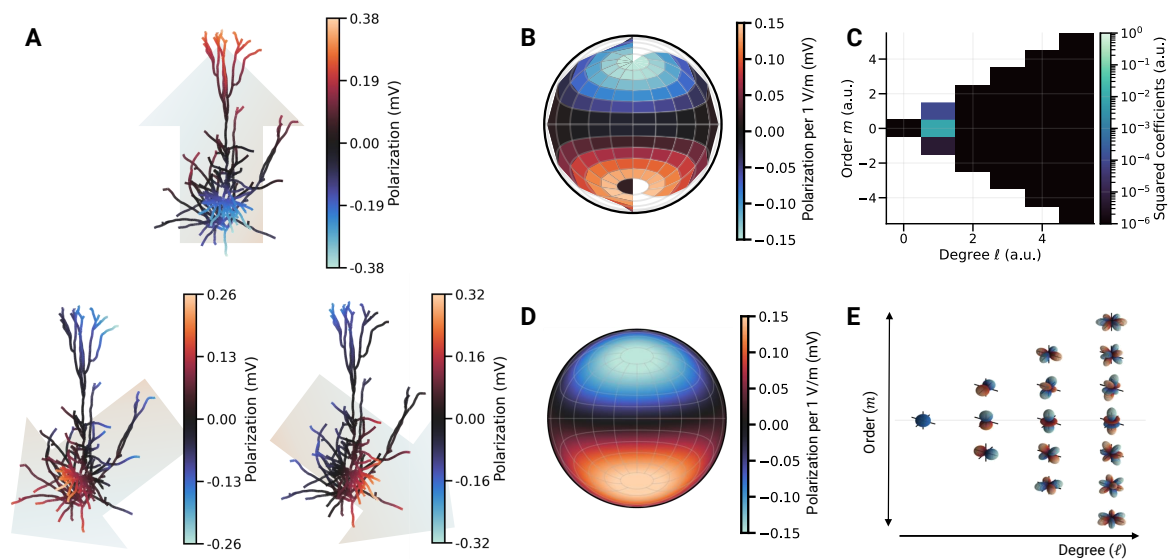 A
0.38
0.19
0.00
-0.19
-0.38
Polarization (mV)
B
0.15
0.10
0.05
0.00
−0.05
−0.10
−0.15
Polarization per 1 V/m (mV)
C
4
2
0
−2
−4
Order m (a.u.)
0
2
4
Degree ℓ (a.u.)
10⁰
10⁻¹
10⁻²
10⁻³
10⁻⁴
10⁻⁵
10⁻⁶
Squared coefficients
0.26
0.13
0.00
-0.13
-0.26
Polarization (mV)
0.32
0.16
0.00
-0.16
-0.32
Polarization (mV)
D
0.15
0.10
0.05
0.00
−0.05
−0.10
−0.15
Polarization per 1 V/m (mV)
E
Order (m)
Degree (ℓ)